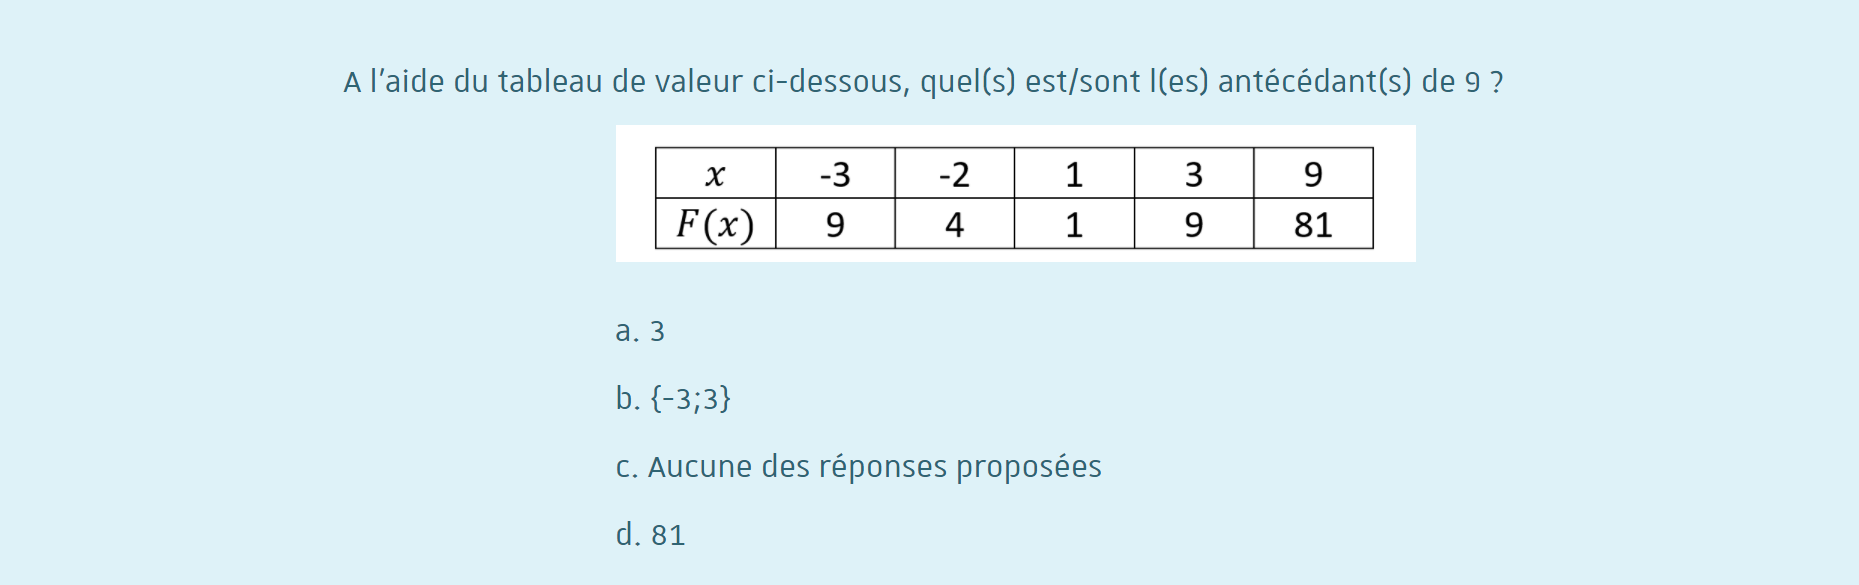 A l'aide du tableau de valeur ci-dessous, quel(s) est/sont l(es) antécédant(s) de 9 ?
x -3 -2 1 3 9
F(x) 9 4 1 9 81
a. 3
b. {-3;3}
c. Aucune des réponses proposées
d. 81